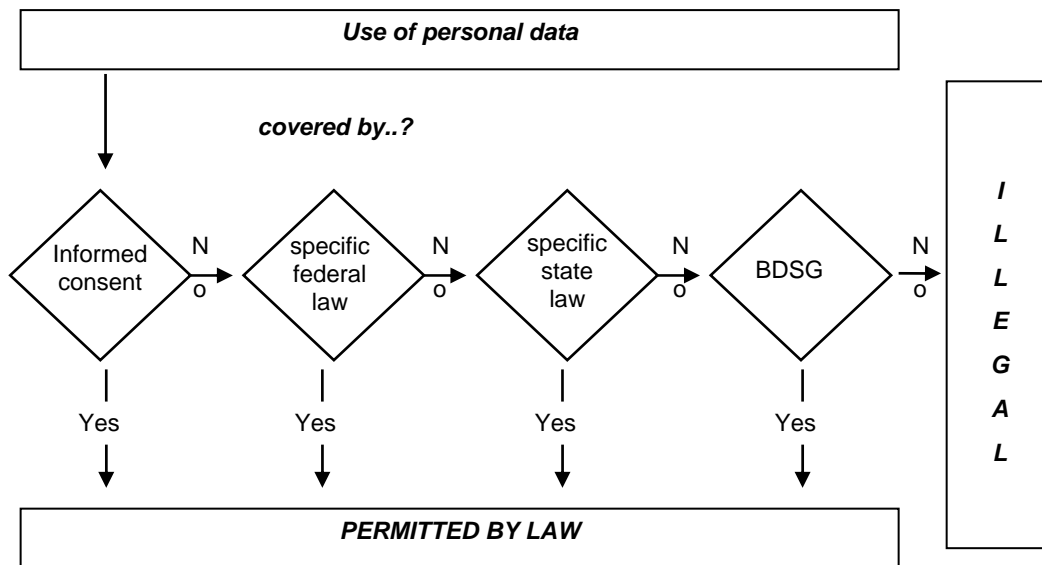 Use of personal data
covered by..?
Informed
consent
N
o
specific
federal
law
N
o
specific
state
law
N
o
BDSG
N
o
Yes
Yes
Yes
Yes
PERMITTED BY LAW
I
L
L
E
G
A
L